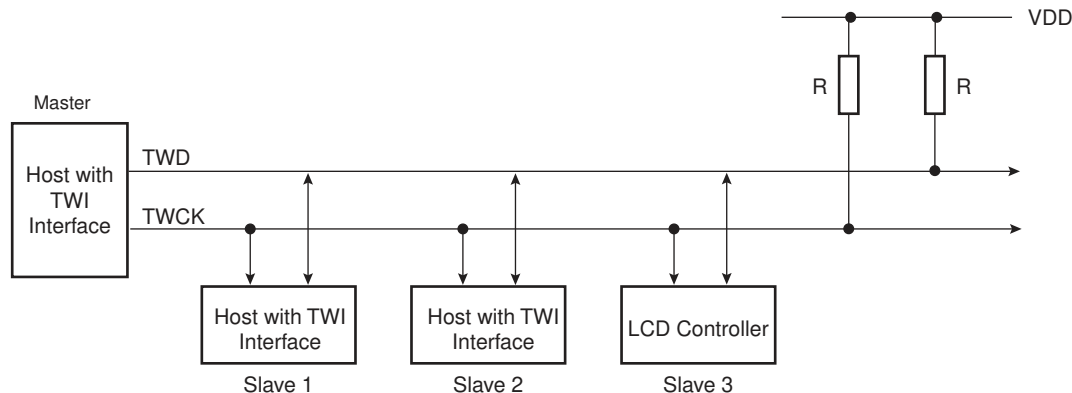 VDD
R
R
Master
Host with
TWI
Interface
TWD
TWCK
Host with TWI
Interface
Slave 1
Host with TWI
Interface
Slave 2
LCD Controller
Slave 3